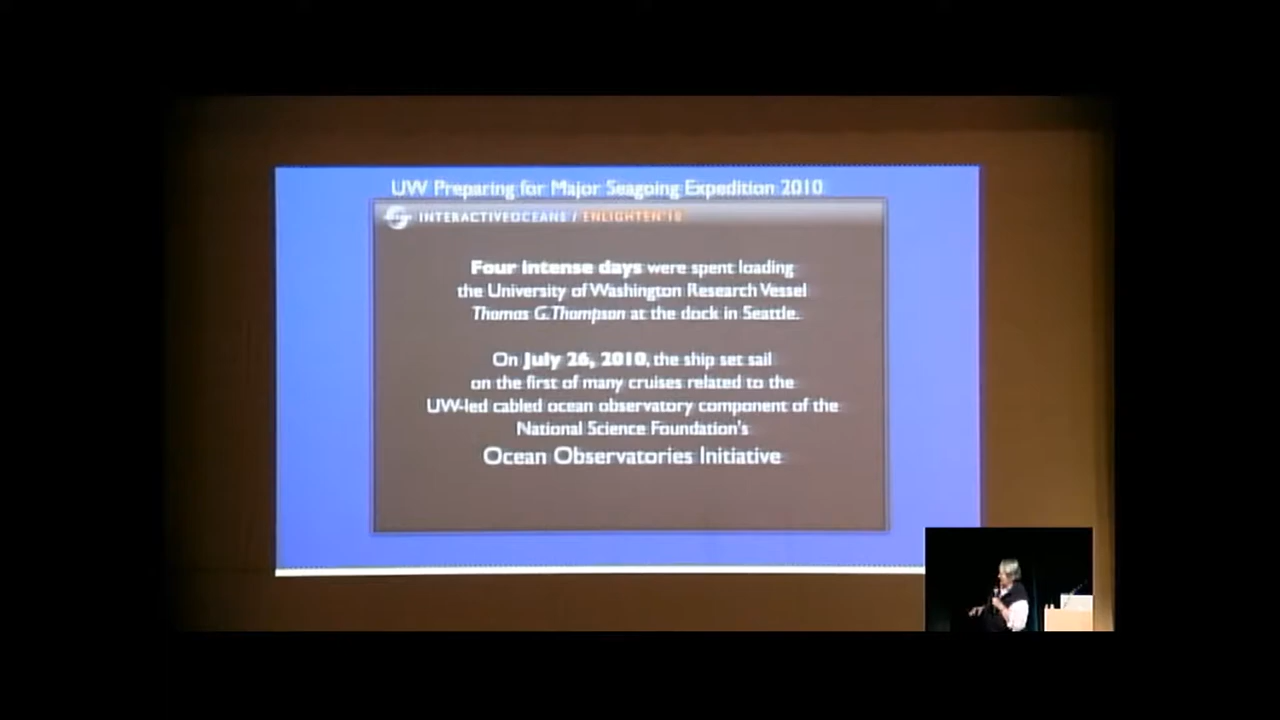 UW Preparing for Major Seagoing Expedition 2010
INTERACTIVEOCEANS / ENLIGHTEN'10
Four intense days were spent loading
the University of Washington Research Vessel
Thomas G. Thompson at the dock in Seattle.
On July 26, 2010, the ship set sail
on the first of many cruises related to the
UW-led cabled ocean observatory component of the
National Science Foundation's
Ocean Observatories Initiative